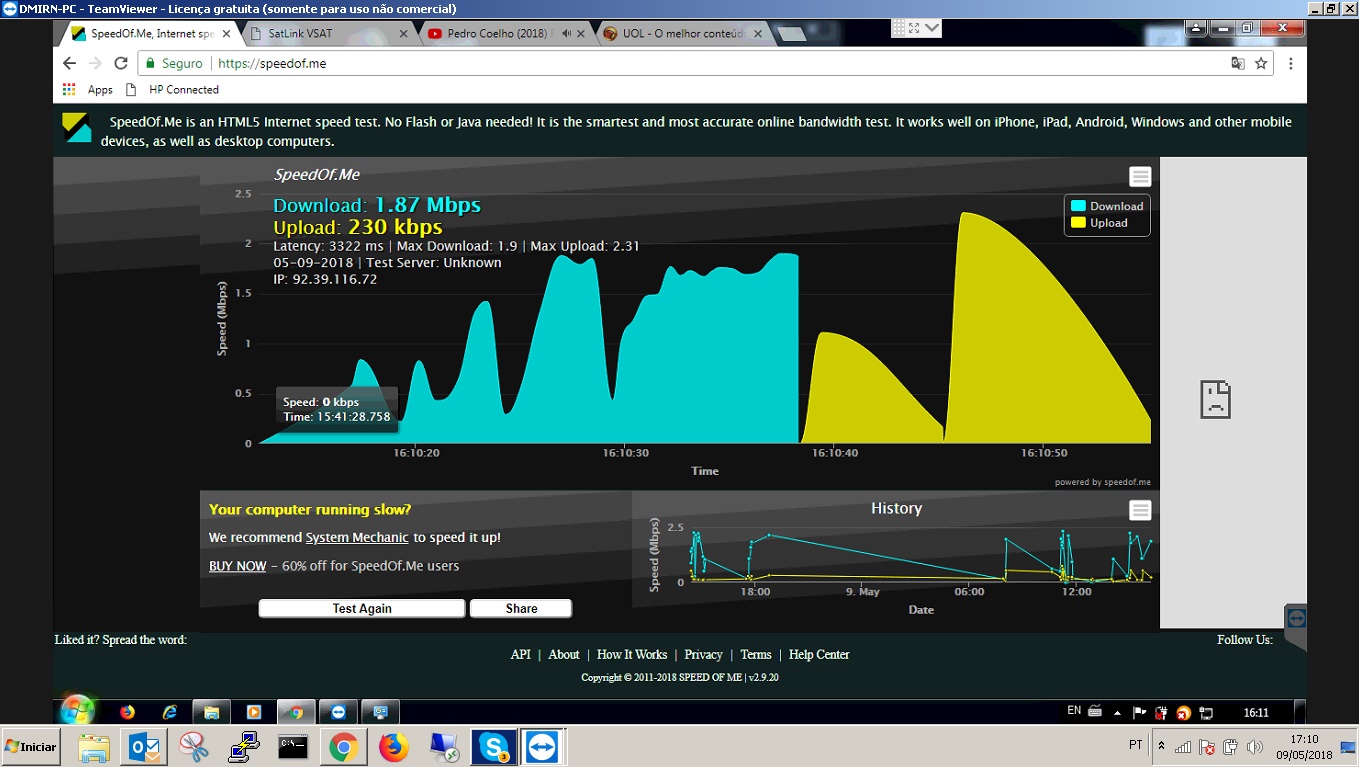 DMIRN-PC - TeamViewer - Licença gratuita (somente para uso não comercial)
SpeedOf.Me, Internet spe
SatLink VSAT
Pedro Coelho (2018)
UOL - O melhor conteúd
Seguro | https://speedof.me
Apps HP Connected
SpeedOf.Me is an HTML5 Internet speed test. No Flash or Java needed! It is the smartest and most accurate online bandwidth test. It works well on iPhone, iPad, Android, Windows and other mobile
devices, as well as desktop computers.
SpeedOf.Me
Download: 1.87 Mbps
Upload: 230 kbps
Latency: 3322 ms | Max Download: 1.9 | Max Upload: 2.31
05-09-2018 | Test Server: Unknown
IP: 92.39.116.72
Download
Upload
2.5
2
1.5
1
0.5
0
Speed (Mbps)
Speed: 0 kbps
Time: 15:41:28.758
16:10:20 16:10:30 16:10:40 16:10:50
Time
powered by speedof.me
Your computer running slow?
We recommend System Mechanic to speed it up!
BUY NOW - 60% off for SpeedOf.Me users
Test Again Share
History
2.5
0
Speed (Mbps)
18:00 9. May 06:00 12:00
Date
Liked it? Spread the word:
Follow Us:
API | About | How It Works | Privacy | Terms | Help Center
Copyright © 2011-2018 SPEED OF ME | v2.9.20
EN 16:11
Iniciar
PT 17:10
09/05/2018